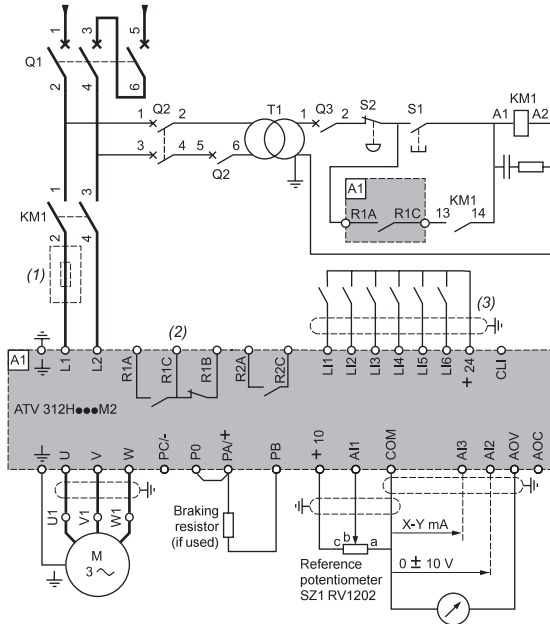 1 3 5
Q1
2 4 6
1 Q2 2
T1
1 Q3 2
S2
S1
A1 KM1 A2
3 4 5 6
Q2
A1
R1A R1C
13 KM1 14
1 3
KM1
2 4
(1)
(2)
(3)
A1
L1
L2
R1A
R1C
R1B
R2A
R2C
LI1
LI2
LI3
LI4
LI5
LI6
+ 24
CLI
ATV 312H●●●M2
U
V
W
PC/-
P0
PA/+
PB
+ 10
AI1
COM
AI3
AI2
AOV
AOC
U1
V1
W1
M
3 ~
Braking
resistor
(if used)
c b a
Reference
potentiometer
SZ1 RV1202
X-Y mA
0 ± 10 V